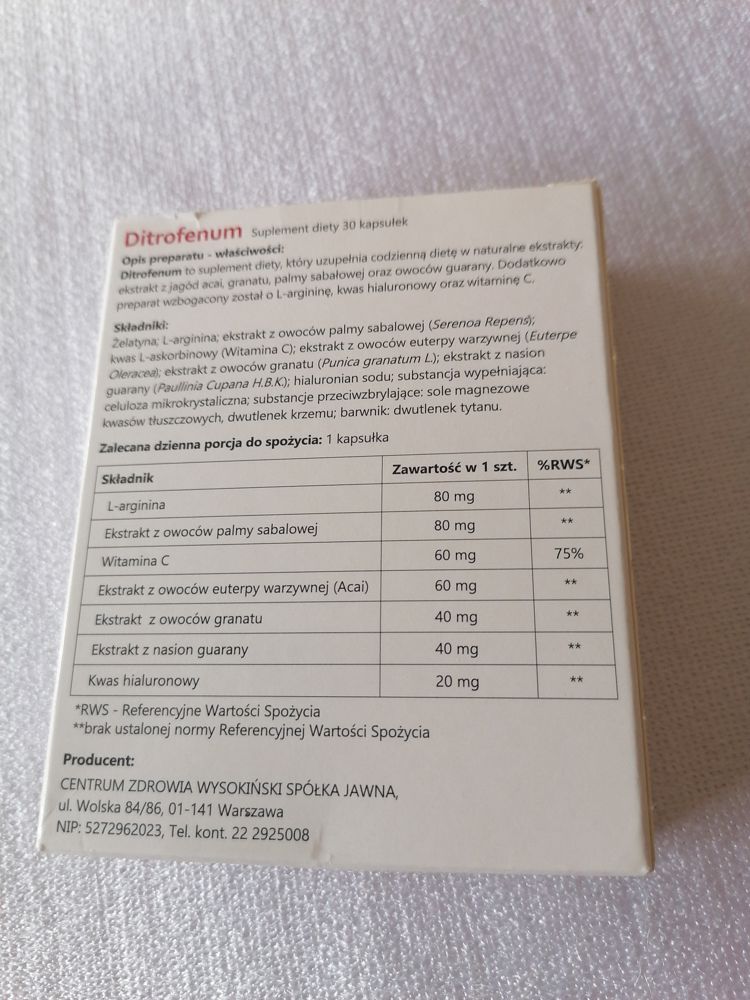 Ditrofenum Suplement diety 30 kapsułek
Opis preparatu - właściwości:
Ditrofenum to suplement diety, który uzupełnia codzienną dietę w naturalne ekstrakty:
ekstrakt z jagód acai, granatu, palmy sabałowej oraz owoców guarany. Dodatkowo
preparat wzbogacony został o L-argininę, kwas hialuronowy oraz witaminę C.
Składniki:
Żelatyna; L-arginina; ekstrakt z owoców palmy sabalowej (Serenoa Repens);
kwas L-askorbinowy (Witamina C); ekstrakt z owoców euterpy warzywnej (Euterpe
Oleracea); ekstrakt z owoców granatu (Punica granatum L.); ekstrakt z nasion
guarany (Paullinia Cupana H.B.K.); hialuronian sodu; substancja wypełniająca:
celuloza mikrokrystaliczna; substancje przeciwzbrylające: sole magnezowe
kwasów tłuszczowych, dwutlenek krzemu; barwnik: dwutlenek tytanu.
Zalecana dzienna porcja do spożycia: 1 kapsułka
Składnik Zawartość w 1 szt. %RWS*
L-arginina 80 mg **
Ekstrakt z owoców palmy sabalowej 80 mg **
Witamina C 60 mg 75%
Ekstrakt z owoców euterpy warzywnej (Acai) 60 mg **
Ekstrakt z owoców granatu 40 mg **
Ekstrakt z nasion guarany 40 mg **
Kwas hialuronowy 20 mg **
*RWS - Referencyjne Wartości Spożycia
**brak ustalonej normy Referencyjnej Wartości Spożycia
Producent:
CENTRUM ZDROWIA WYSOKIŃSKI SPÓŁKA JAWNA,
ul. Wolska 84/86, 01-141 Warszawa
NIP: 5272962023, Tel. kont. 22 2925008